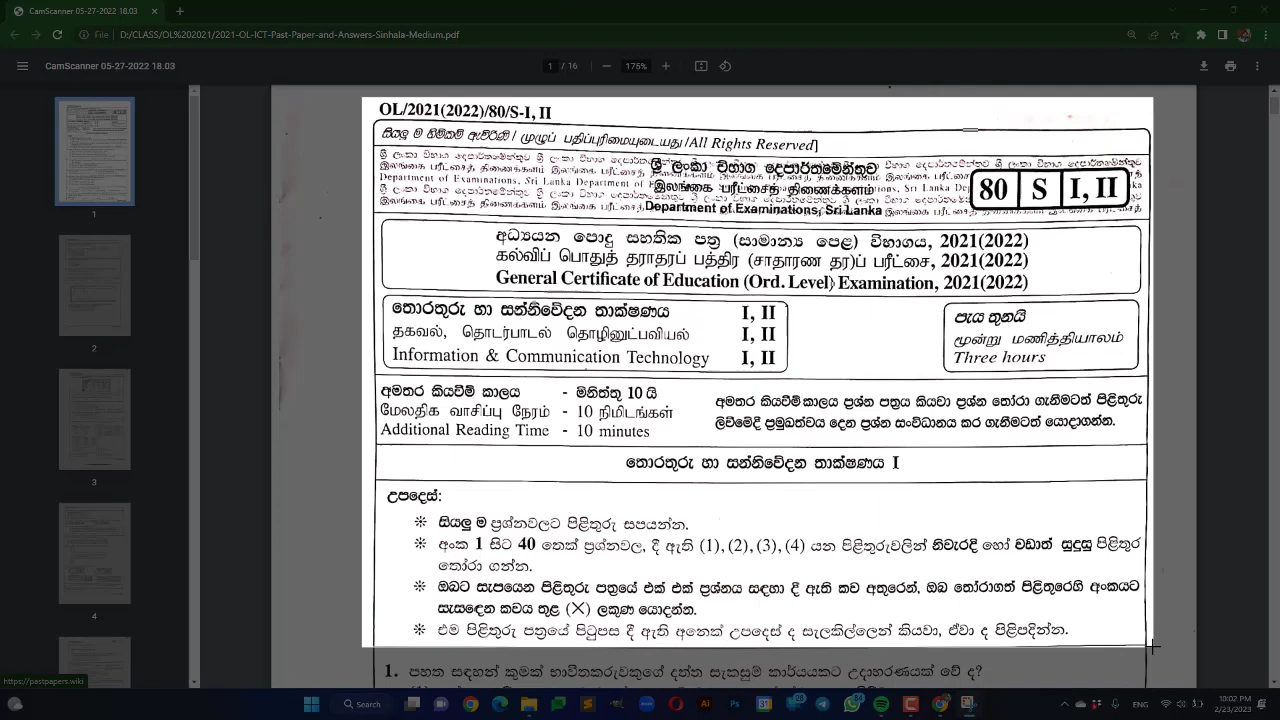 CamScanner 05-27-2022 18.03
File D:/CLASS/OL%202021/2021-OL-ICT-Past-Paper-and-Answers-Sinhala-Medium.pdf
CamScanner 05-27-2022 18.03
1 / 16
175%
OL/2021(2022)/80/S-I, II
සියලු ම හිමිකම් ඇවිරිණි / முழுப் பதிப்புரிமையுடையது /All Rights Reserved]
ශ්‍රී ලංකා විභාග දෙපාර්තමේන්තුව
இலங்கை பரீட்சைத் திணைக்களம்
Department of Examinations, Sri Lanka
80 S I, II
අධ්‍යයන පොදු සහතික පත්‍ර (සාමාන්‍ය පෙළ) විභාගය, 2021(2022)
கல்விப் பொதுத் தராதரப் பத்திர (சாதாரண தர)ப் பரீட்சை, 2021(2022)
General Certificate of Education (Ord. Level) Examination, 2021(2022)
තොරතුරු හා සන්නිවේදන තාක්ෂණය I, II
தகவல், தொடர்பாடல் தொழினுட்பவியல் I, II
Information & Communication Technology I, II
පැය තුනයි
மூன்று மணித்தியாலம்
Three hours
අමතර කියවීම් කාලය - මිනිත්තු 10 යි
மேலதிக வாசிப்பு நேரம் - 10 நிமிடங்கள்
Additional Reading Time - 10 minutes
අමතර කියවීම් කාලය ප්‍රශ්න පත්‍රය කියවා ප්‍රශ්න තෝරා ගැනීමටත් පිළිතුරු
ලිවීමේදී ප්‍රමුඛත්වය දෙන ප්‍රශ්න සංවිධානය කර ගැනීමටත් යොදාගන්න.
තොරතුරු හා සන්නිවේදන තාක්ෂණය I
උපදෙස්:
※ සියලු ම ප්‍රශ්නවලට පිළිතුරු සපයන්න.
※ අංක 1 සිට 40 තෙක් ප්‍රශ්නවල, දී ඇති (1), (2), (3), (4) යන පිළිතුරුවලින් නිවැරදි හෝ වඩාත් සුදුසු පිළිතුර
තෝරා ගන්න.
※ ඔබට සැපයෙන පිළිතුරු පත්‍රයේ එක් එක් ප්‍රශ්නය සඳහා දී ඇති කව අතුරෙන්, ඔබ තෝරාගත් පිළිතුරෙහි අංකයට
සැසඳෙන කවය තුළ (X) ලකුණ යොදන්න.
※ එම පිළිතුරු පත්‍රයේ පිටුපස දී ඇති අනෙක් උපදෙස් ද සැලකිල්ලෙන් කියවා, ඒවා ද පිළිපදින්න.
1. පහත සඳහන් කුමක් භාවිතකරුවකුගේ දත්ත සැකසුම් කාර්යයකට උදාහරණයක් වේ ද?
1
2
3
4
https://pastpapers.wiki
Search
ENG
10:02 PM
2/23/2023